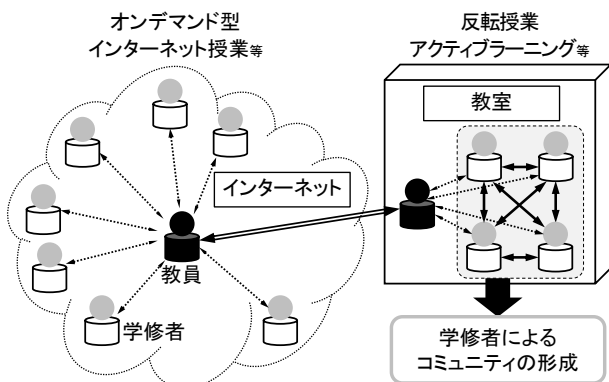 オンデマンド型
インターネット授業等
反転授業
アクティブラーニング等
教室
インターネット
教員
学修者
学修者による
コミュニティの形成